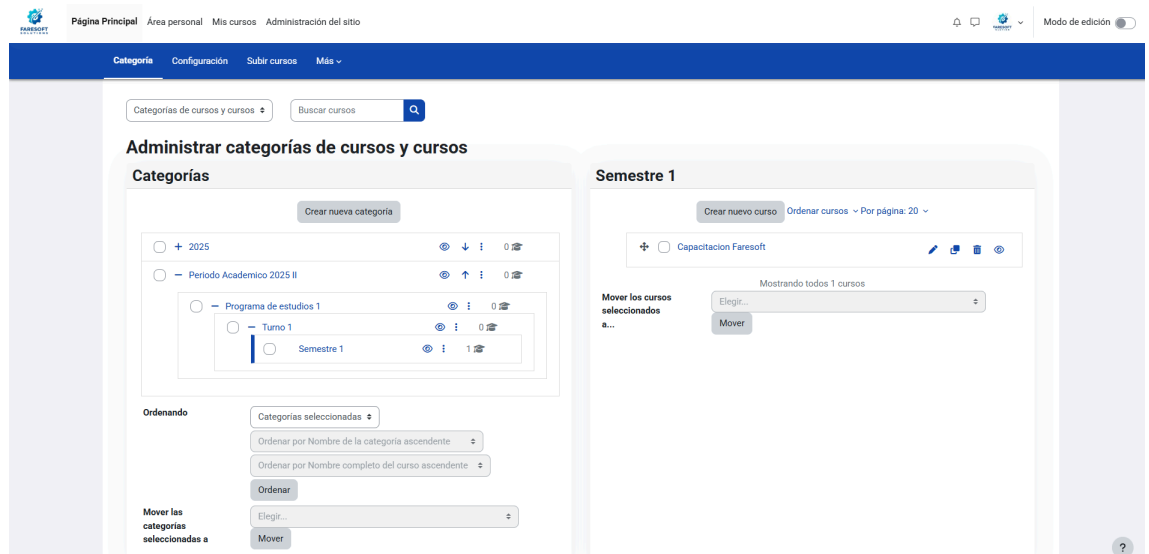 FARESOFT
SOLUTIONS
Página Principal Área personal Mis cursos Administración del sitio
Modo de edición
Categoría Configuración Subir cursos Más
Categorías de cursos y cursos
Buscar cursos
Administrar categorías de cursos y cursos
Categorías
Crear nueva categoría
2025 0
Periodo Academico 2025 II 0
Programa de estudios 1 0
Turno 1 0
Semestre 1 1
Ordenando
Categorías seleccionadas
Ordenar por Nombre de la categoría ascendente
Ordenar por Nombre completo del curso ascendente
Ordenar
Mover las
categorías
seleccionadas a
Elegir...
Mover
Semestre 1
Crear nuevo curso Ordenar cursos Por página: 20
Capacitacion Faresoft
Mostrando todos 1 cursos
Mover los cursos
seleccionados
a...
Elegir...
Mover
?